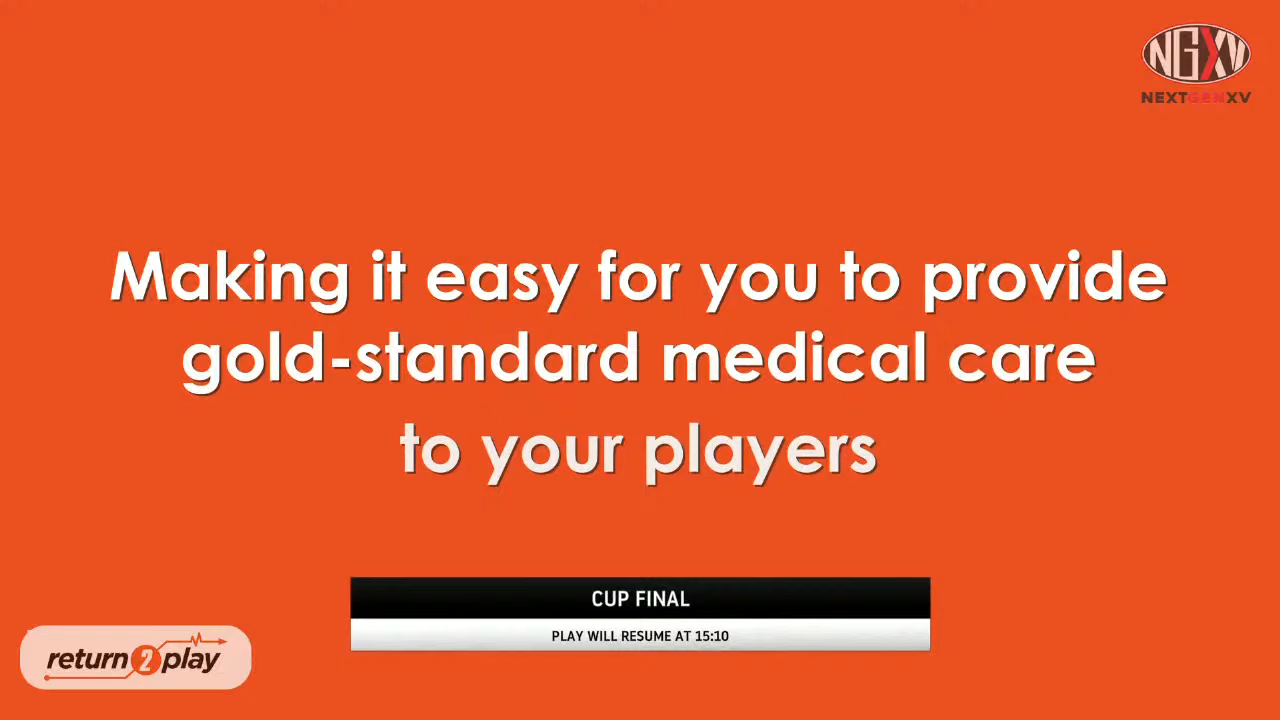 NGXV
NEXTGENXV
Making it easy for you to provide
gold-standard medical care
to your players
CUP FINAL
PLAY WILL RESUME AT 15:10
return2play